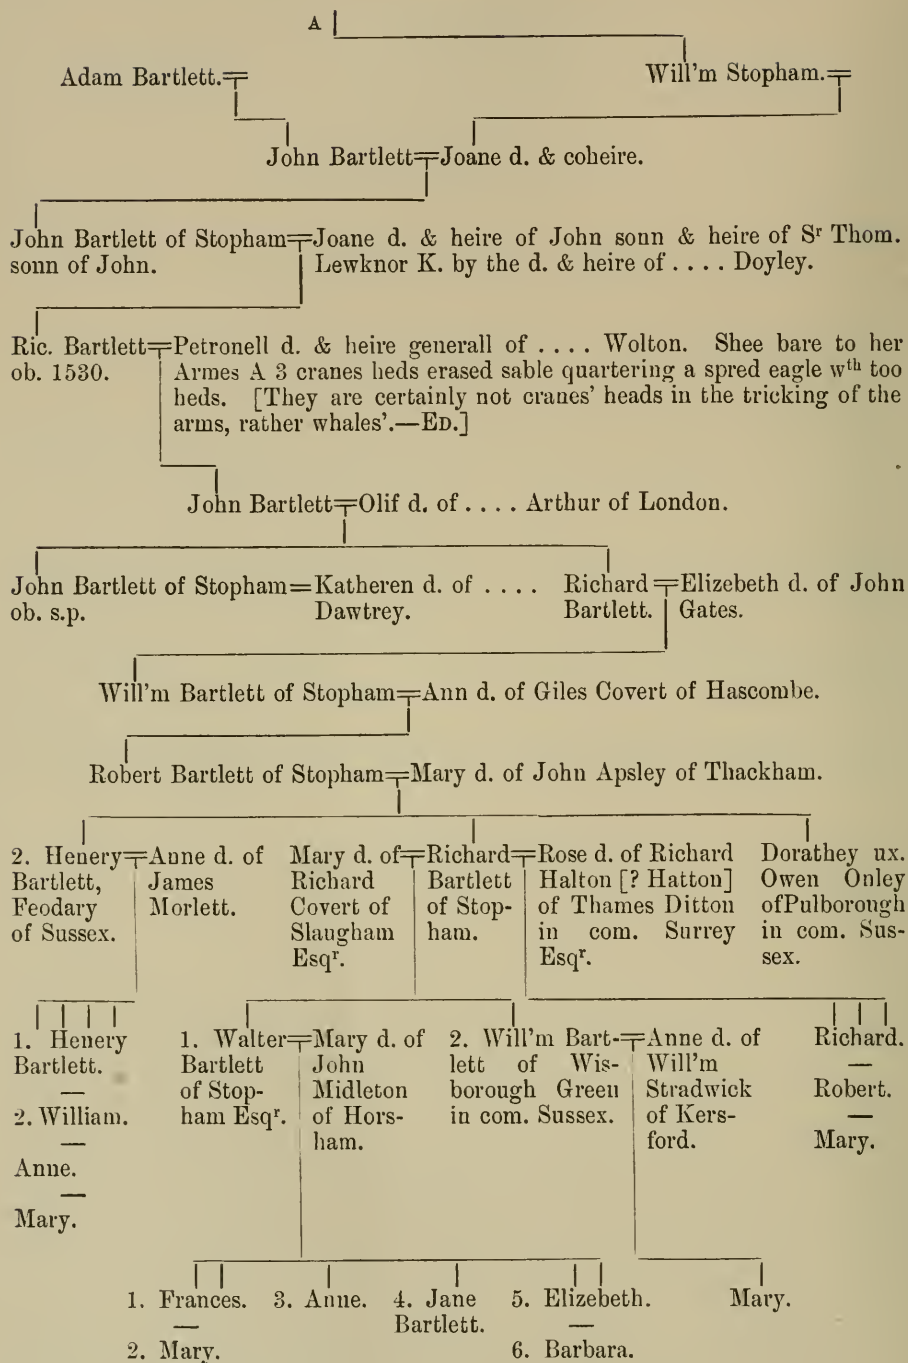 A
Adam Bartlett.
Will'm Stopham.
John Bartlett=Joane d. & coheire.
John Bartlett of Stopham=Joane d. & heire of John sonn & heire of Sr Thom.
sonn of John. Lewknor K. by the d. & heire of .... Doyley.
Ric. Bartlett=Petronell d. & heire generall of .... Wolton. Shee bare to her
ob. 1530. Armes A 3 cranes heds erased sable quartering a spred eagle wth too
heds. [They are certainly not cranes' heads in the tricking of the
arms, rather whales'.—ED.]
John Bartlett=Olif d. of .... Arthur of London.
John Bartlett of Stopham=Katheren d. of ....
ob. s.p. Dawtrey.
Richard=Elizebeth d. of John
Bartlett. Gates.
Will'm Bartlett of Stopham=Ann d. of Giles Covert of Hascombe.
Robert Bartlett of Stopham=Mary d. of John Apsley of Thackham.
2. Henery=Anne d. of
Bartlett, James
Feodary Morlett.
of Sussex.
Mary d. of=Richard=Rose d. of Richard
Richard Bartlett Halton [? Hatton]
Covert of of Stop- of Thames Ditton
Slaugham ham. in com. Surrey
Esqr. Esqr.
Dorathey ux.
Owen Onley
ofPulborough
in com. Sus-
sex.
1. Henery
Bartlett.
—
2. William.
—
Anne.
—
Mary.
1. Walter=Mary d. of
Bartlett John
of Stop- Midleton
ham Esqr. of Hors-
ham.
2. Will'm Bart-=Anne d. of
lett of Wis- Will'm
borough Green Stradwick
in com. Sussex. of Kers-
ford.
Richard.
—
Robert.
—
Mary.
1. Frances.
—
2. Mary.
3. Anne.
4. Jane
Bartlett.
5. Elizebeth.
—
6. Barbara.
Mary.